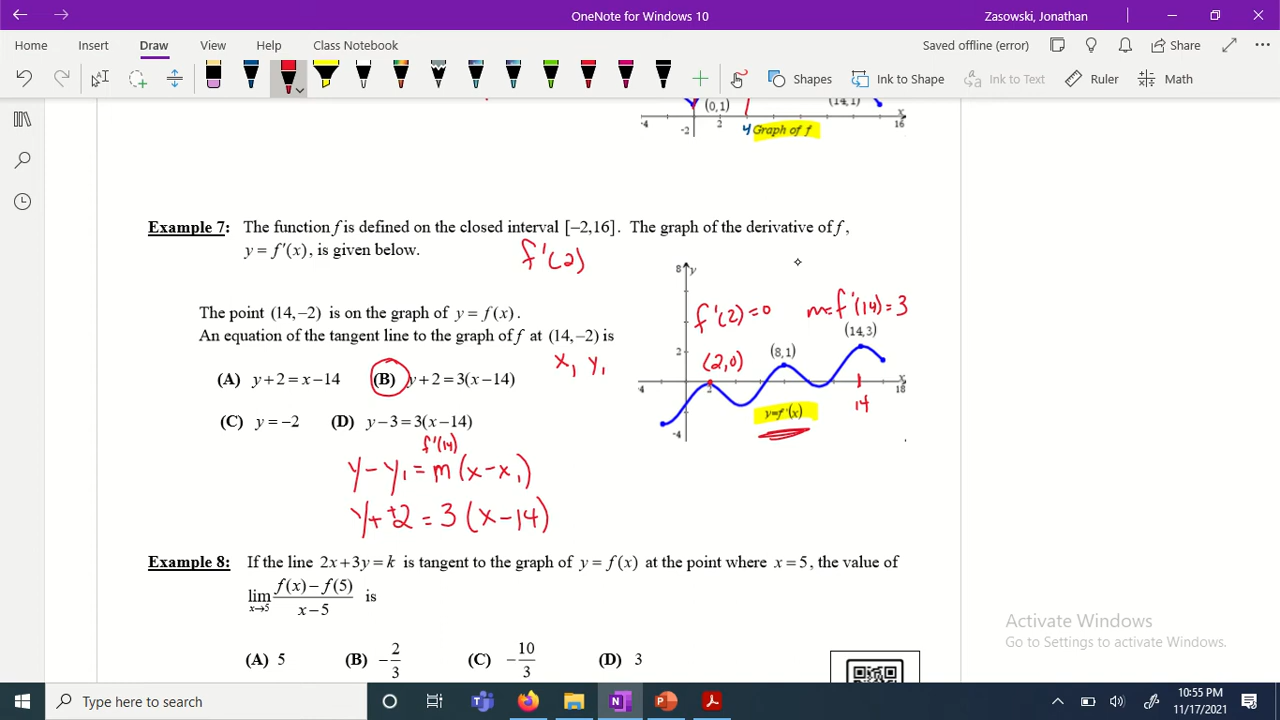 OneNote for Windows 10
Zasowski, Jonathan
Home Insert Draw View Help Class Notebook
Saved offline (error)
Share
Shapes Ink to Shape Ink to Text Ruler Math
(0,1) (14,1) x
-4 -2 2 4 Graph of f 16
Example 7: The function f is defined on the closed interval [−2,16]. The graph of the derivative of f,
y = f′(x), is given below.
f'(2)
The point (14,−2) is on the graph of y = f(x).
An equation of the tangent line to the graph of f at (14,−2) is
x₁ y₁
(A) y+2 = x−14 (B) y+2 = 3(x−14)
(C) y = −2 (D) y−3 = 3(x−14)
f'(14)
y − y₁ = m(x − x₁)
y + +2 = 3(x−14)
8 y
f'(2)=0 m=f'(14)=3
(14,3)
2 (2,0) (8,1)
x
4 2 18
14
y=f'(x)
-4
Example 8: If the line 2x+3y = k is tangent to the graph of y = f(x) at the point where x = 5, the value of
lim x→5 f(x) − f(5) / x−5 is
(A) 5 (B) −2/3 (C) −10/3 (D) 3
Activate Windows
Go to Settings to activate Windows.
Type here to search
10:55 PM
11/17/2021